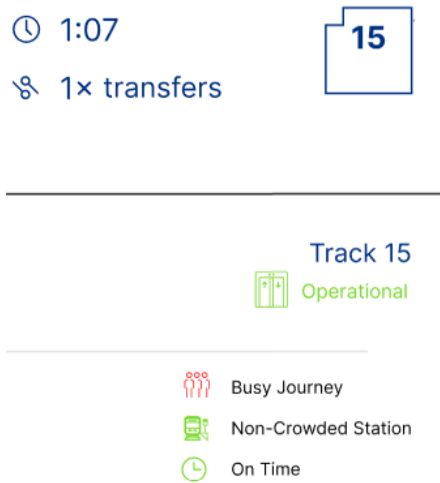 1:07
15
1× transfers
Track 15
Operational
Busy Journey
Non-Crowded Station
On Time